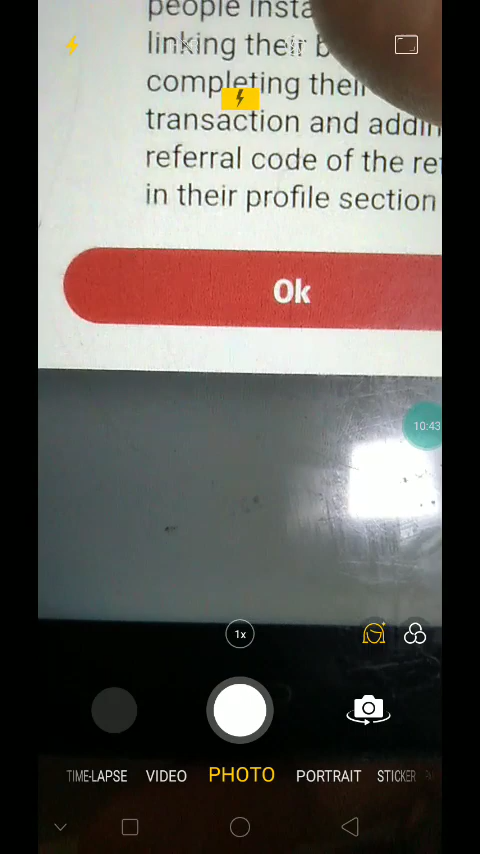 people insta
linking their b
completing their
transaction and addin
referral code of the re
in their profile section
Ok
10:43
1x
TIME-LAPSE VIDEO PHOTO PORTRAIT STICKER